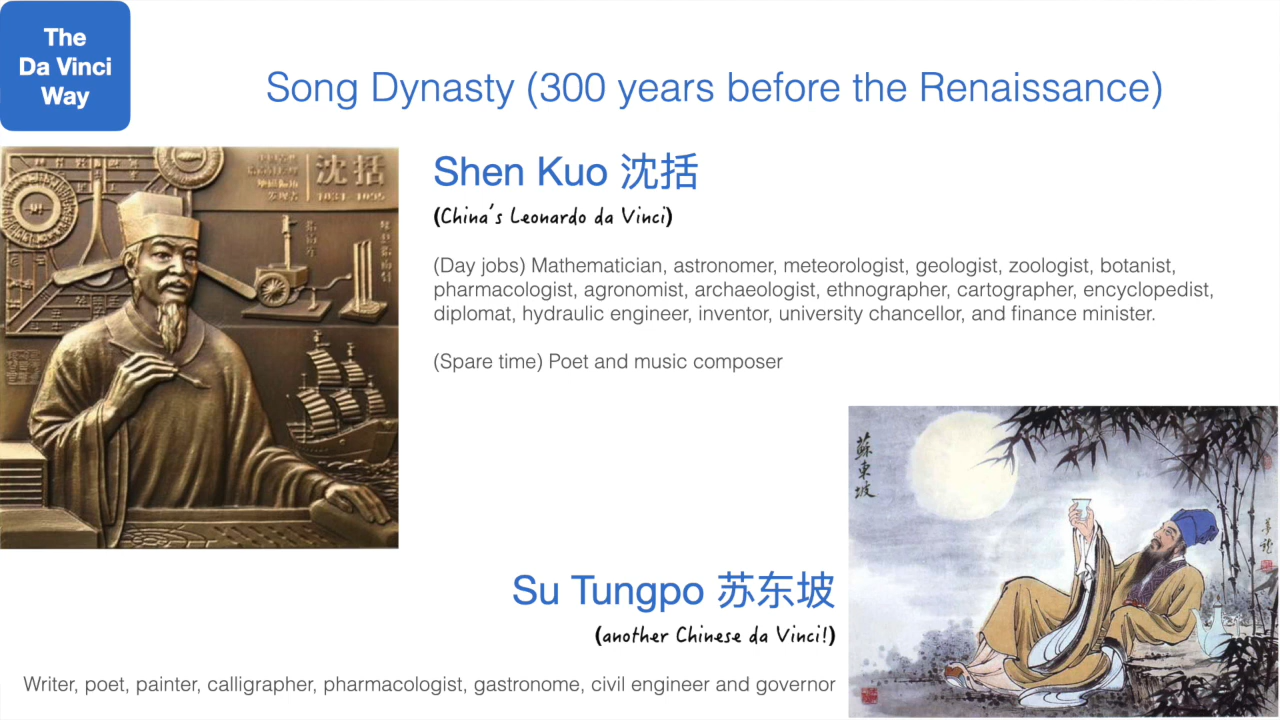 The
Da Vinci
Way
Song Dynasty (300 years before the Renaissance)
沈括
1031-1095
Shen Kuo 沈括
(China's Leonardo da Vinci)
(Day jobs) Mathematician, astronomer, meteorologist, geologist, zoologist, botanist,
pharmacologist, agronomist, archaeologist, ethnographer, cartographer, encyclopedist,
diplomat, hydraulic engineer, inventor, university chancellor, and finance minister.
(Spare time) Poet and music composer
蘇東坡
Su Tungpo 苏东坡
(another Chinese da Vinci!)
Writer, poet, painter, calligrapher, pharmacologist, gastronome, civil engineer and governor